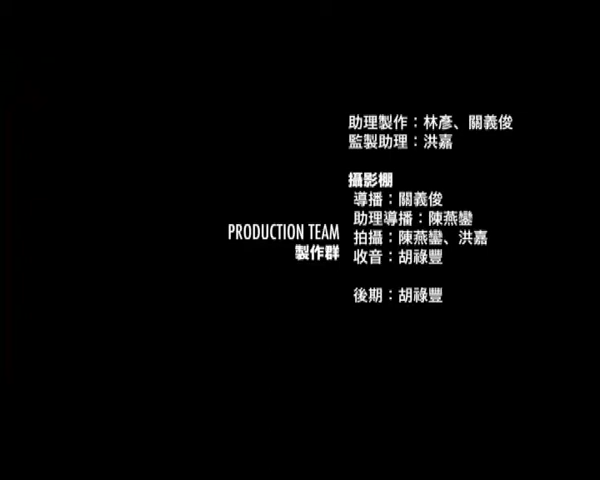 助理製作：林彥、關義俊
監製助理：洪嘉
攝影棚
導播：關義俊
助理導播：陳燕鑾
PRODUCTION TEAM
製作群
拍攝：陳燕鑾、洪嘉
收音：胡祿豐
後期：胡祿豐